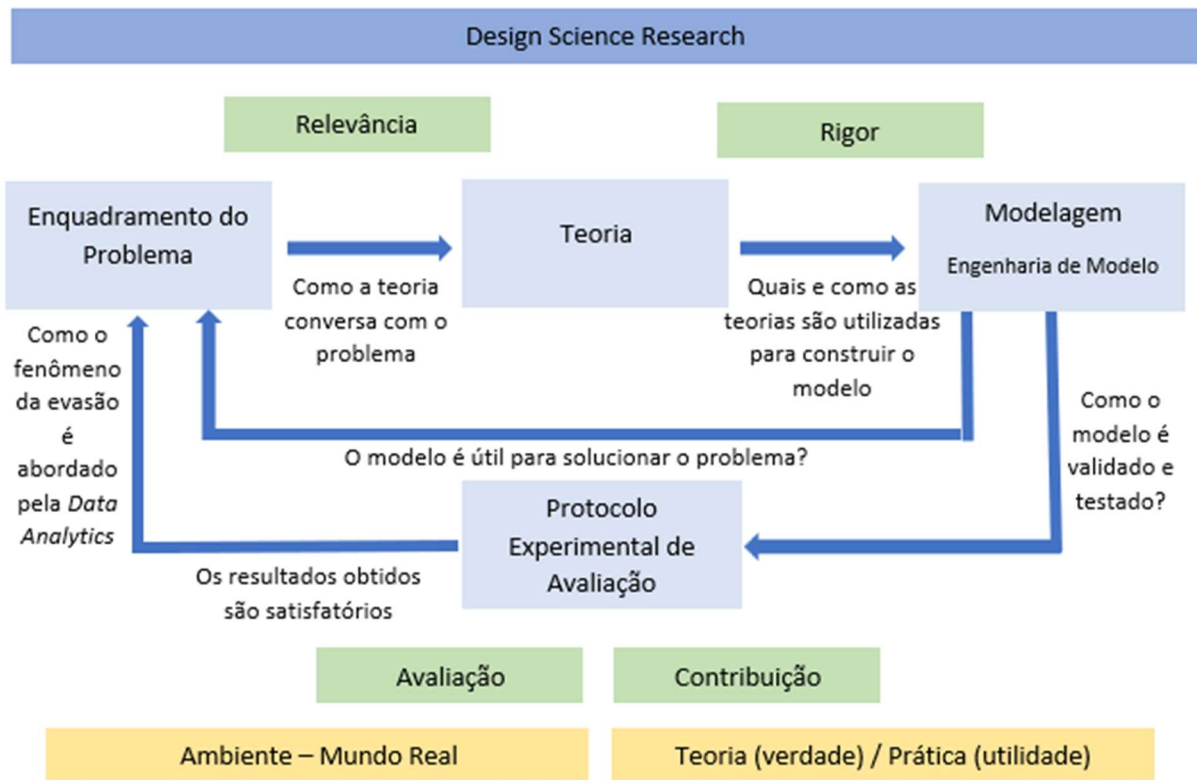 Design Science Research
Relevância
Rigor
Enquadramento do
Problema
Teoria
Modelagem
Engenharia de Modelo
Como a teoria
conversa com o
problema
Quais e como as
teorias são utilizadas
para construir o
modelo
Como o
fenômeno
da evasão é
abordado
pela Data
Analytics
Como o
modelo é
validado e
testado?
O modelo é útil para solucionar o problema?
Protocolo
Experimental de
Avaliação
Os resultados obtidos
são satisfatórios
Avaliação
Contribuição
Ambiente – Mundo Real
Teoria (verdade) / Prática (utilidade)